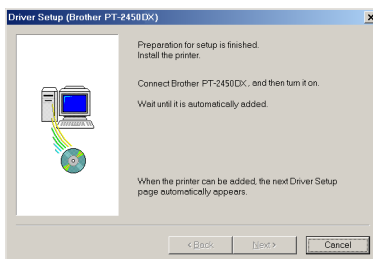 Driver Setup (Brother PT-2450DX)
Preparation for setup is finished.
Install the printer.
Connect Brother PT-2450DX, and then turn it on.
Wait until it is automatically added.
When the printer can be added, the next Driver Setup
page automatically appears.
< Back
Next >
Cancel